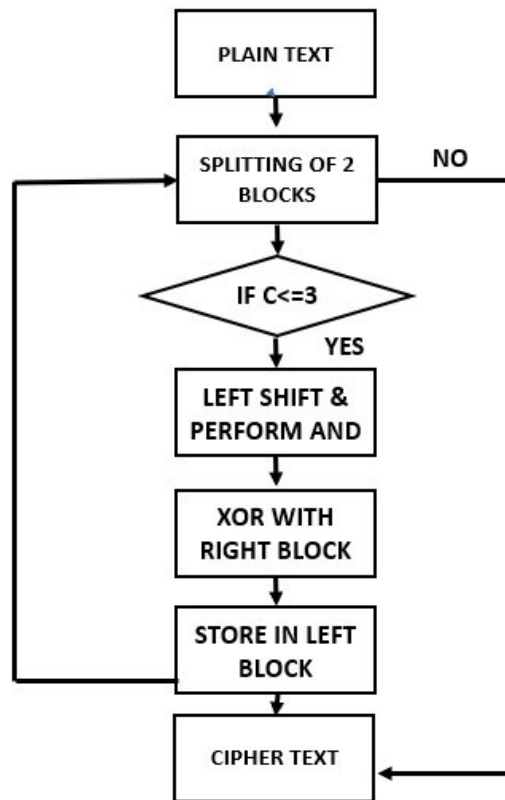 PLAIN TEXT
SPLITTING OF 2
BLOCKS
NO
IF C<=3
YES
LEFT SHIFT &
PERFORM AND
XOR WITH
RIGHT BLOCK
STORE IN LEFT
BLOCK
CIPHER TEXT